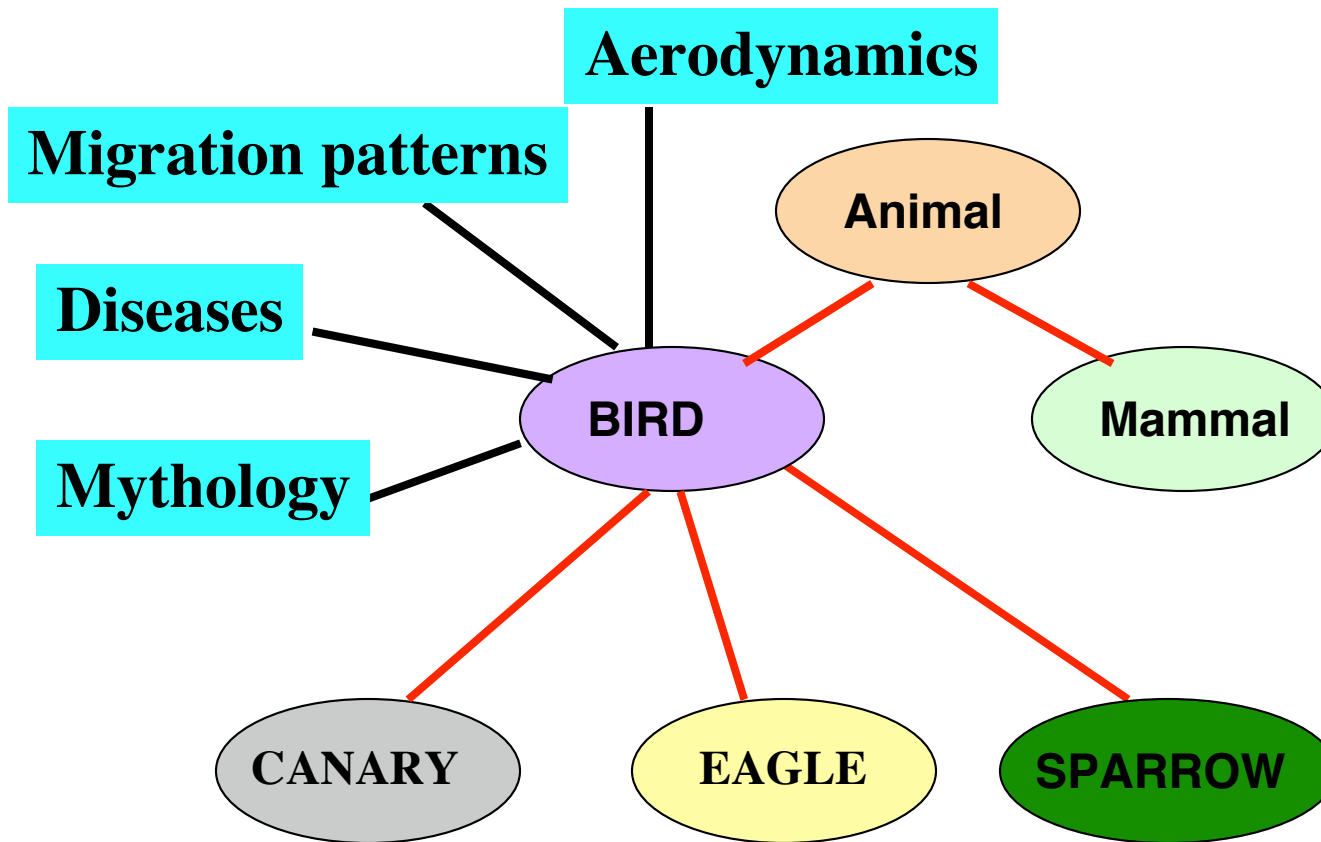 Aerodynamics
Migration patterns
Animal
Diseases
BIRD
Mammal
Mythology
CANARY
EAGLE
SPARROW